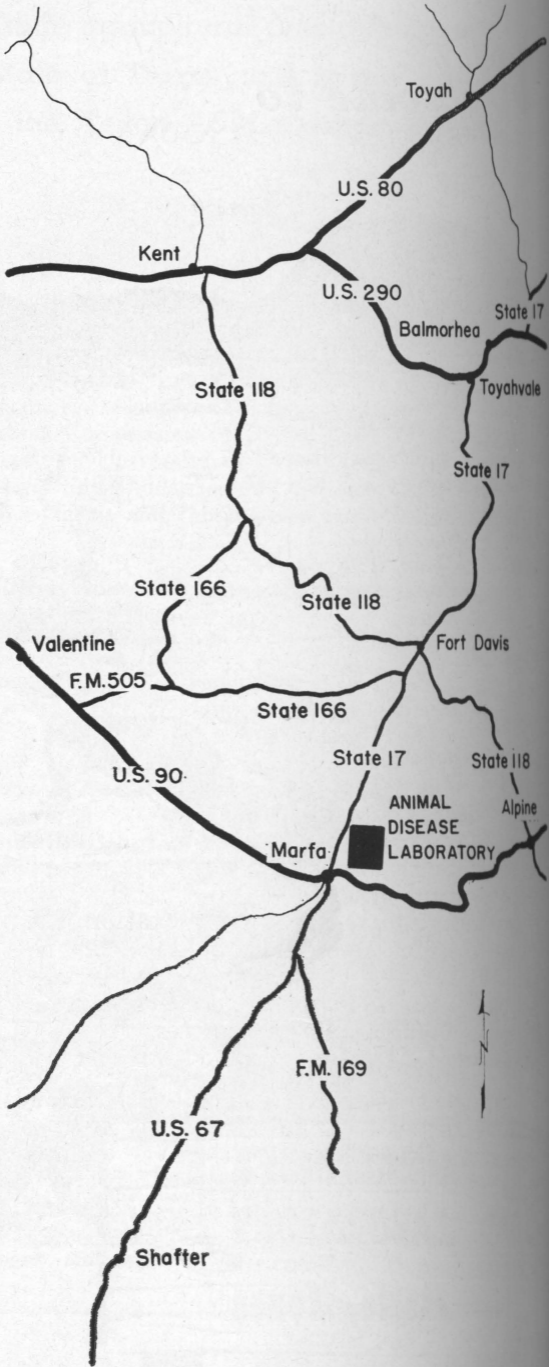 Toyah
U.S. 80
Kent
U.S. 290
State 17
Balmorhea
State 118
Toyahvale
State 17
State 166
State 118
Valentine
Fort Davis
F.M. 505
State 166
State 17
State 118
U.S. 90
ANIMAL
DISEASE
LABORATORY
Alpine
Marfa
N
F.M. 169
U.S. 67
Shafter